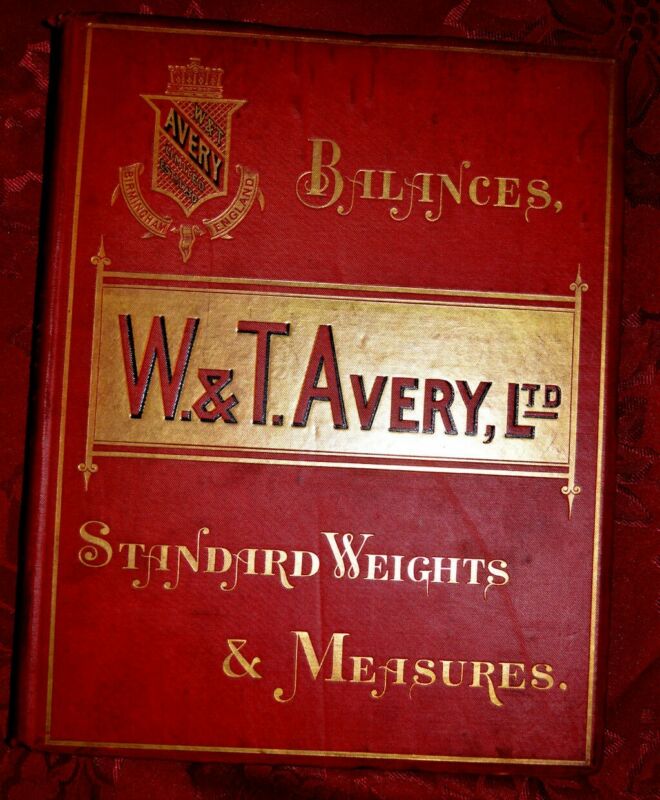 W. & T.
AVERY
BIRMINGHAM
ENGLAND
BALANCES,
W. & T. AVERY, LTD
STANDARD WEIGHTS
& MEASURES.